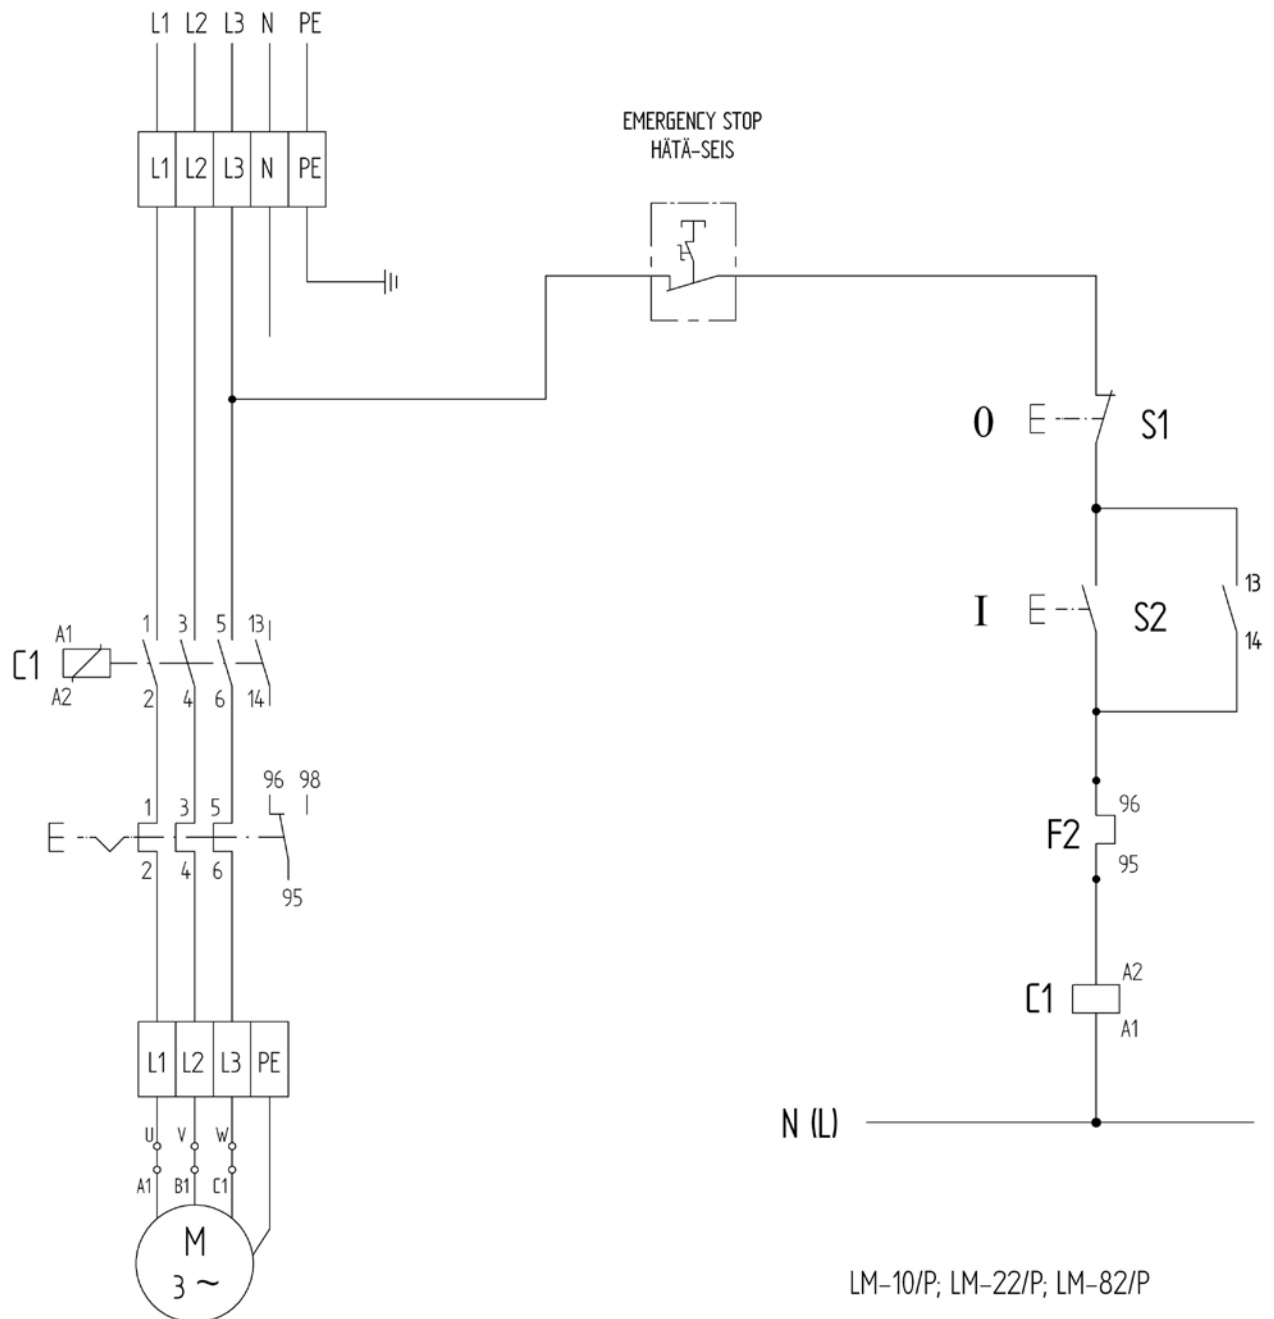 L1 L2 L3 N PE
L1 L2 L3 N PE
EMERGENCY STOP
HÄTÄ-SEIS
0 S1
I S2
13
14
A1
C1
A2
1 3 5 13
2 4 6 14
96 98
1 3 5
2 4 6
95
96
F2
95
A2
C1
A1
N (L)
L1 L2 L3 PE
U V W
A1 B1 C1
M
3 ~
LM-10/P; LM-22/P; LM-82/P